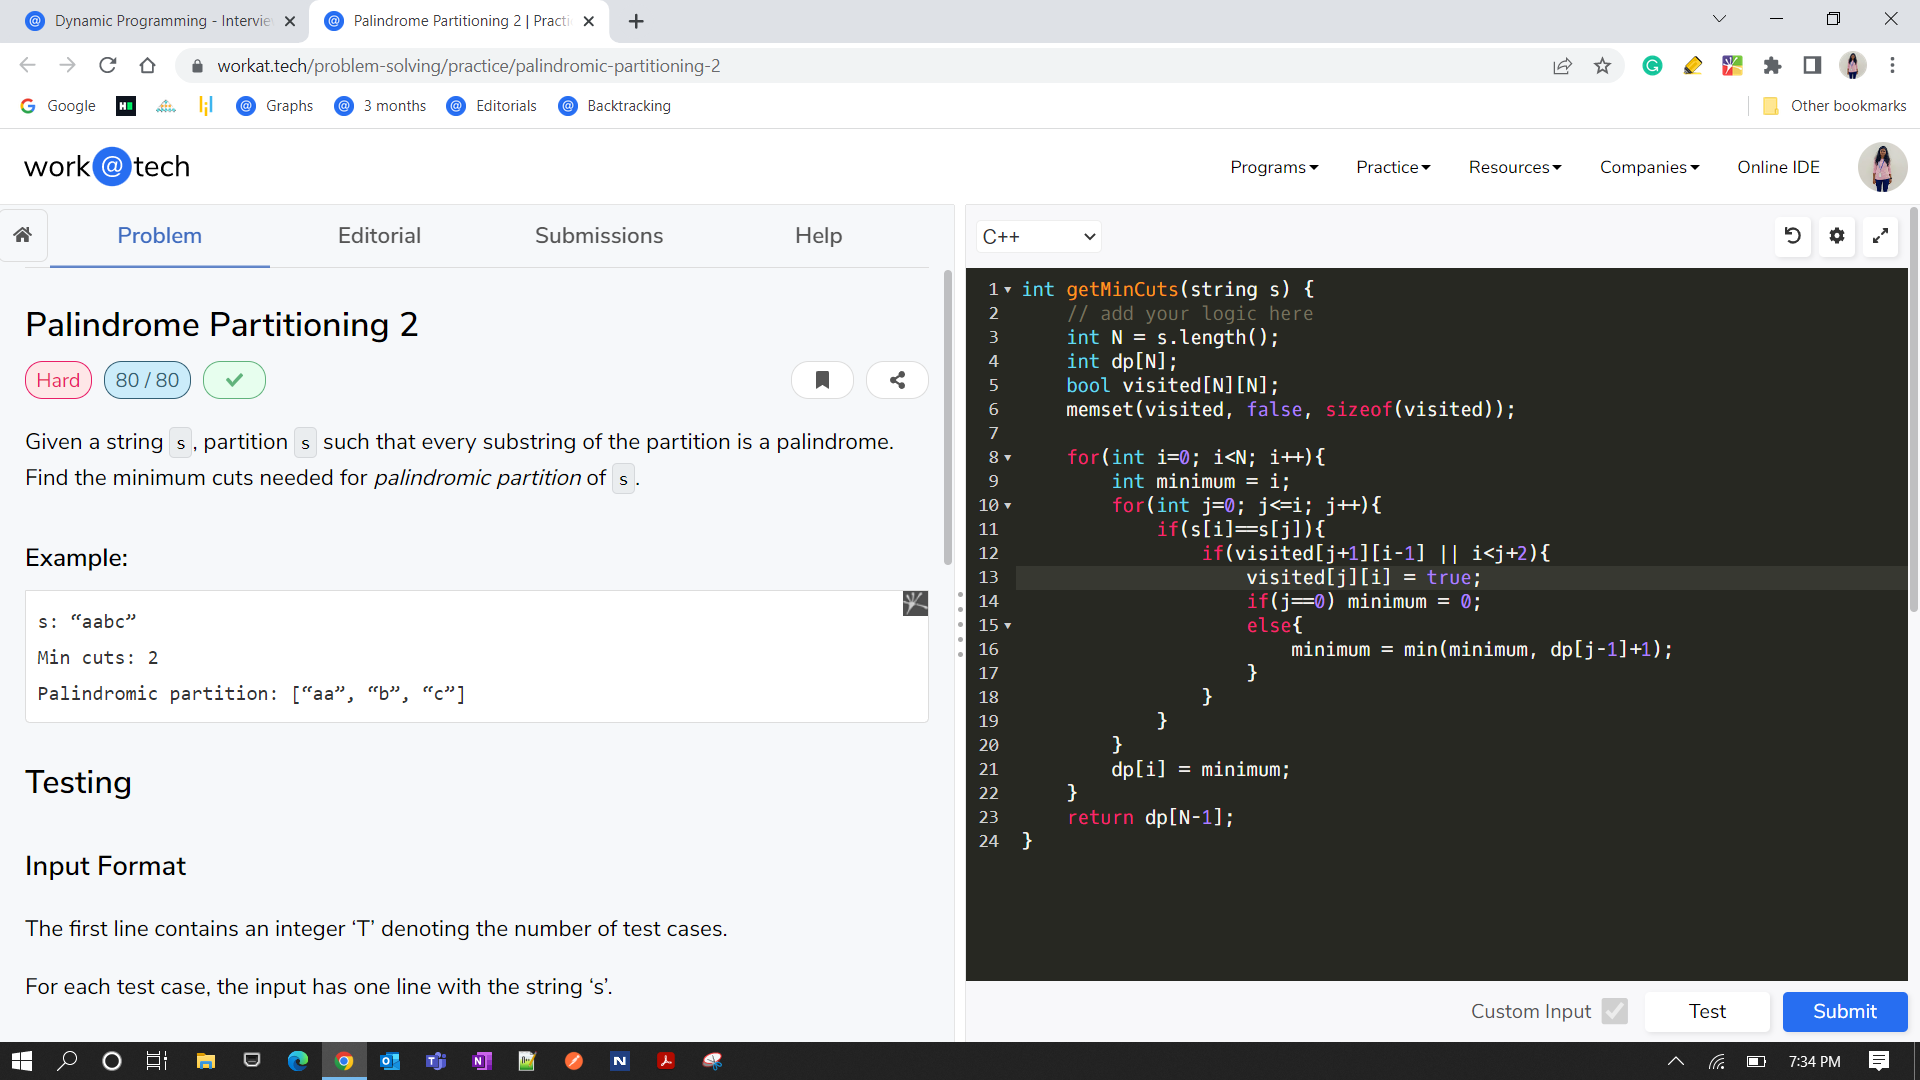 Dynamic Programming - Intervie
Palindrome Partitioning 2 | Practi
workat.tech/problem-solving/practice/palindromic-partitioning-2
Google
Graphs
3 months
Editorials
Backtracking
Other bookmarks
work@tech
Programs
Practice
Resources
Companies
Online IDE
Problem
Editorial
Submissions
Help
C++
Palindrome Partitioning 2
Hard
80 / 80
Given a string s, partition s such that every substring of the partition is a palindrome.
Find the minimum cuts needed for palindromic partition of s.
Example:
s: “aabc”
Min cuts: 2
Palindromic partition: [“aa”, “b”, “c”]
Testing
Input Format
The first line contains an integer ‘T’ denoting the number of test cases.
For each test case, the input has one line with the string ‘s’.
1 int getMinCuts(string s) {
2 // add your logic here
3 int N = s.length();
4 int dp[N];
5 bool visited[N][N];
6 memset(visited, false, sizeof(visited));
7
8 for(int i=0; i<N; i++){
9 int minimum = i;
10 for(int j=0; j<=i; j++){
11 if(s[i]==s[j]){
12 if(visited[j+1][i-1] || i<j+2){
13 visited[j][i] = true;
14 if(j==0) minimum = 0;
15 else{
16 minimum = min(minimum, dp[j-1]+1);
17 }
18 }
19 }
20 }
21 dp[i] = minimum;
22 }
23 return dp[N-1];
24 }
Custom Input
Test
Submit
7:34 PM